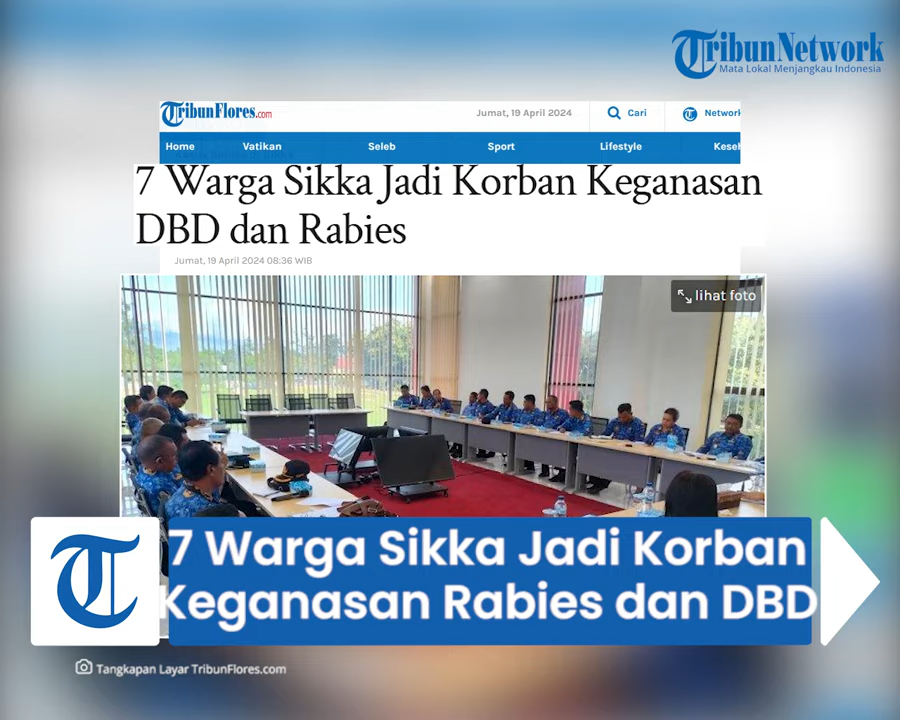 TribunNetwork
Mata Lokal Menjangkau Indonesia
TribunFlores.com
Jumat, 19 April 2024
Cari
Network
Home
Vatikan
Seleb
Sport
Lifestyle
Keseh
7 Warga Sikka Jadi Korban Keganasan
DBD dan Rabies
Jumat, 19 April 2024 08:36 WIB
lihat foto
7 Warga Sikka Jadi Korban
Keganasan Rabies dan DBD
Tangkapan Layar TribunFlores.com